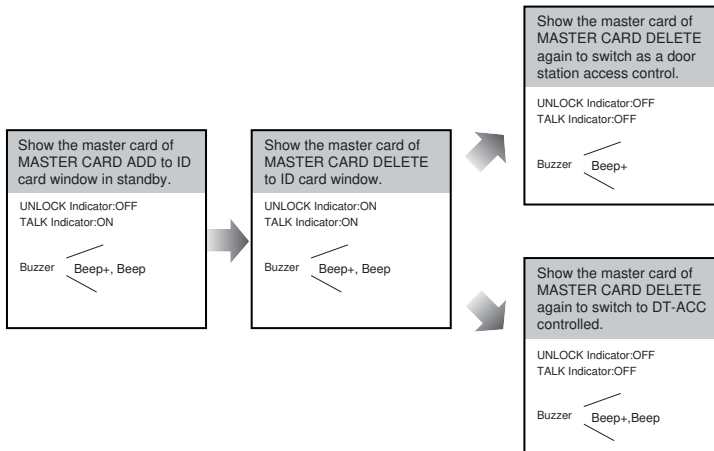 Show the master card of
MASTER CARD ADD to ID
card window in standby.
UNLOCK Indicator:OFF
TALK Indicator:ON
Buzzer Beep+, Beep
Show the master card of
MASTER CARD DELETE
to ID card window.
UNLOCK Indicator:ON
TALK Indicator:ON
Buzzer Beep+, Beep
Show the master card of
MASTER CARD DELETE
again to switch as a door
station access control.
UNLOCK Indicator:OFF
TALK Indicator:OFF
Buzzer Beep+
Show the master card of
MASTER CARD DELETE
again to switch to DT-ACC
controlled.
UNLOCK Indicator:OFF
TALK Indicator:OFF
Buzzer Beep+,Beep